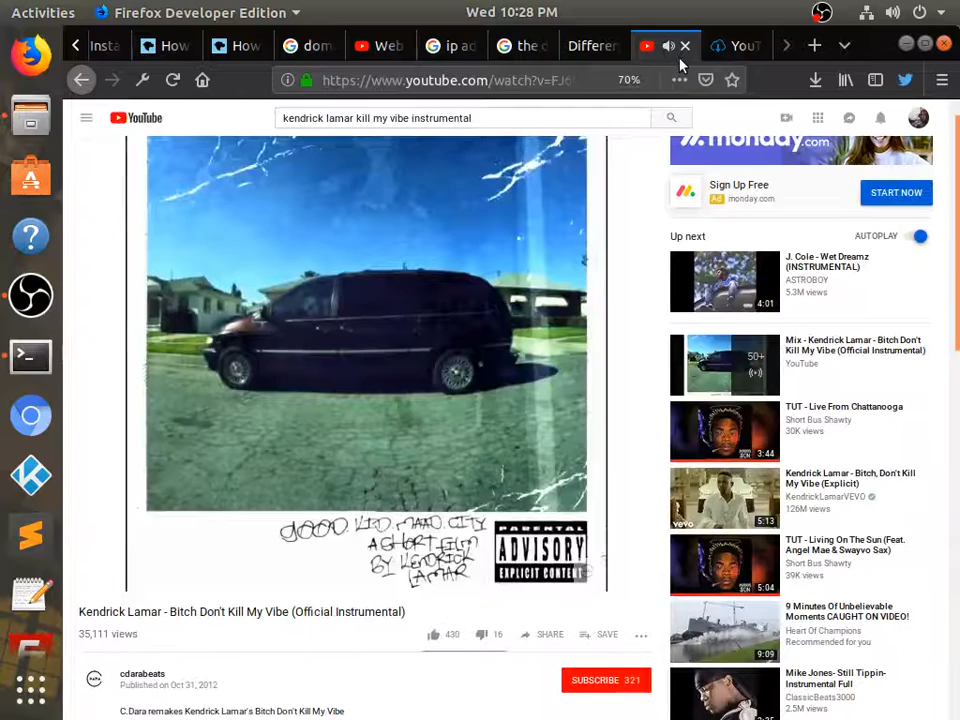 Activities Firefox Developer Edition Wed 10:28 PM
Insta How How dom Web ip ad the d Differen YouT
https://www.youtube.com/watch?v=FJ6 70%
YouTube kendrick lamar kill my vibe instrumental
monday.com
Sign Up Free
Ad monday.com
START NOW
Up next AUTOPLAY
J. Cole - Wet Dreamz
(INSTRUMENTAL)
ASTROBOY
5.3M views
4:01
Mix - Kendrick Lamar - Bitch Don't
Kill My Vibe (Official Instrumental)
YouTube
50+
TUT - Live From Chattanooga
Short Bus Shawty
30K views
3:44
Kendrick Lamar - Bitch, Don't Kill
My Vibe (Explicit)
KendrickLamarVEVO
126M views
vevo
5:13
TUT - Living On A Sunday (Feat.
Angel Mae & Swayvo Sax)
Short Bus Shawty
39K views
5:04
9 Minutes Of Unbelievable
Moments CAUGHT ON VIDEO!
Heart Of Champions
Recommended for you
9:09
Mike Jones- Still Tippin-
Instrumental Full
ClassicBeats3000
2.5M views
good kid, m.A.A.d city
A SHORT FILM
BY KENDRICK
LAMAR
PARENTAL
ADVISORY
EXPLICIT CONTENT
Kendrick Lamar - Bitch Don't Kill My Vibe (Official Instrumental)
35,111 views
430 16 SHARE SAVE
cdarabeats
Published on Oct 31, 2012
SUBSCRIBE 321
C.Dara remakes Kendrick Lamar's Bitch Don't Kill My Vibe